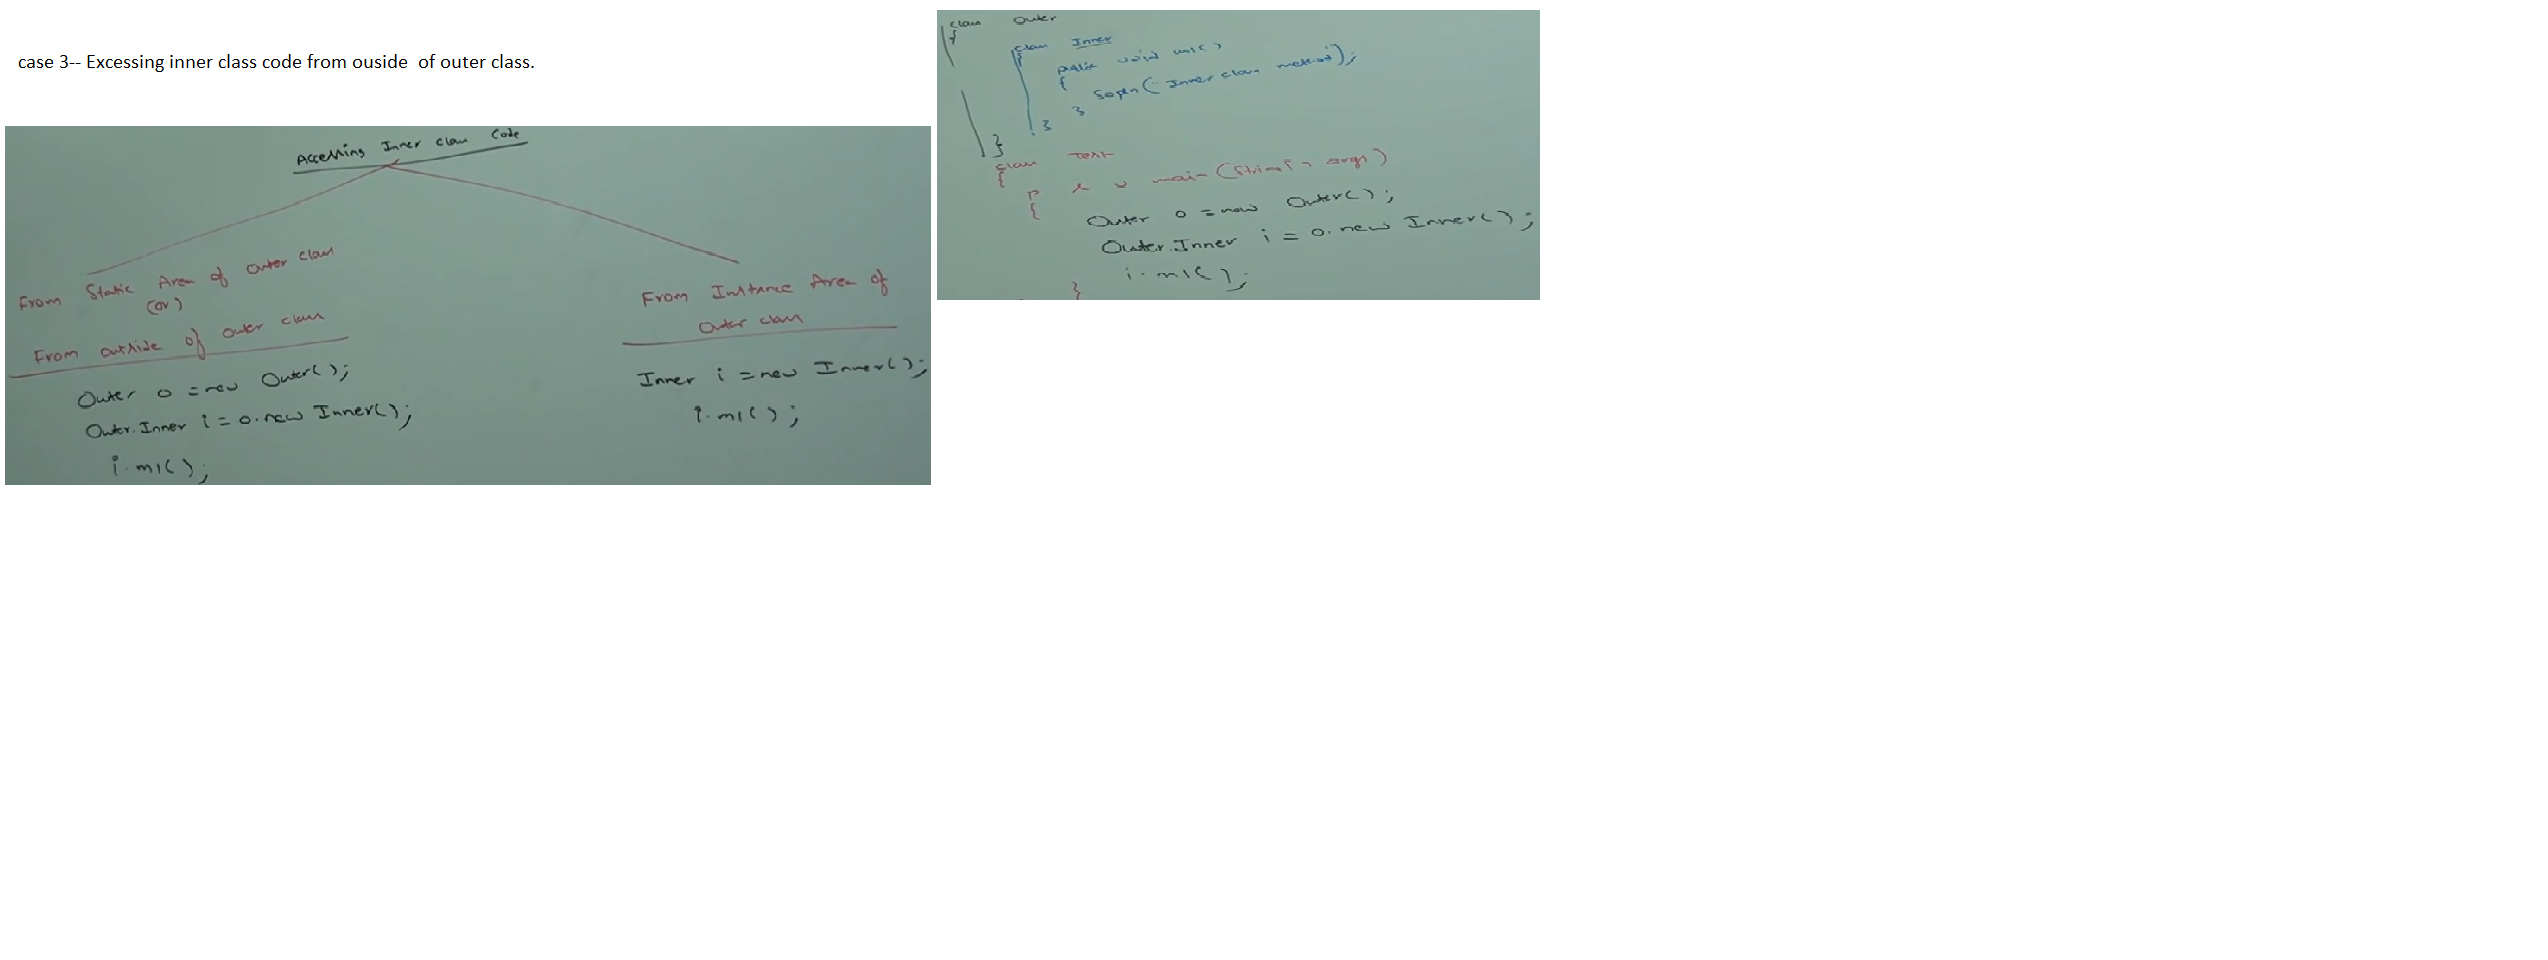 case 3-- Excessing inner class code from ouside  of outer class.
Accessing Inner class Code
From Static Area of Outer class
(or)
From outside of Outer class
Outer o = new Outer();
Outer.Inner i = o.new Inner();
i.m1();
From Instance Area of
Outer class
Inner i = new Inner();
i.m1();
class Outer
{
class Inner
{
public void m1()
{
Sopln("Inner class method");
}
}
}
class Test
{
p s v main(String[] args)
{
Outer o = new Outer();
Outer.Inner i = o.new Inner();
i.m1();
}